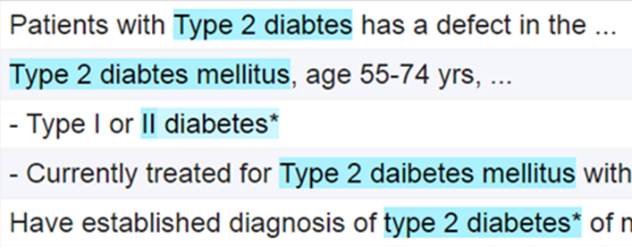 Patients with Type 2 diabtes has a defect in the ...
Type 2 diabtes mellitus, age 55-74 yrs, ...
- Type I or II diabetes*
- Currently treated for Type 2 daibetes mellitus with
Have established diagnosis of type 2 diabetes* of